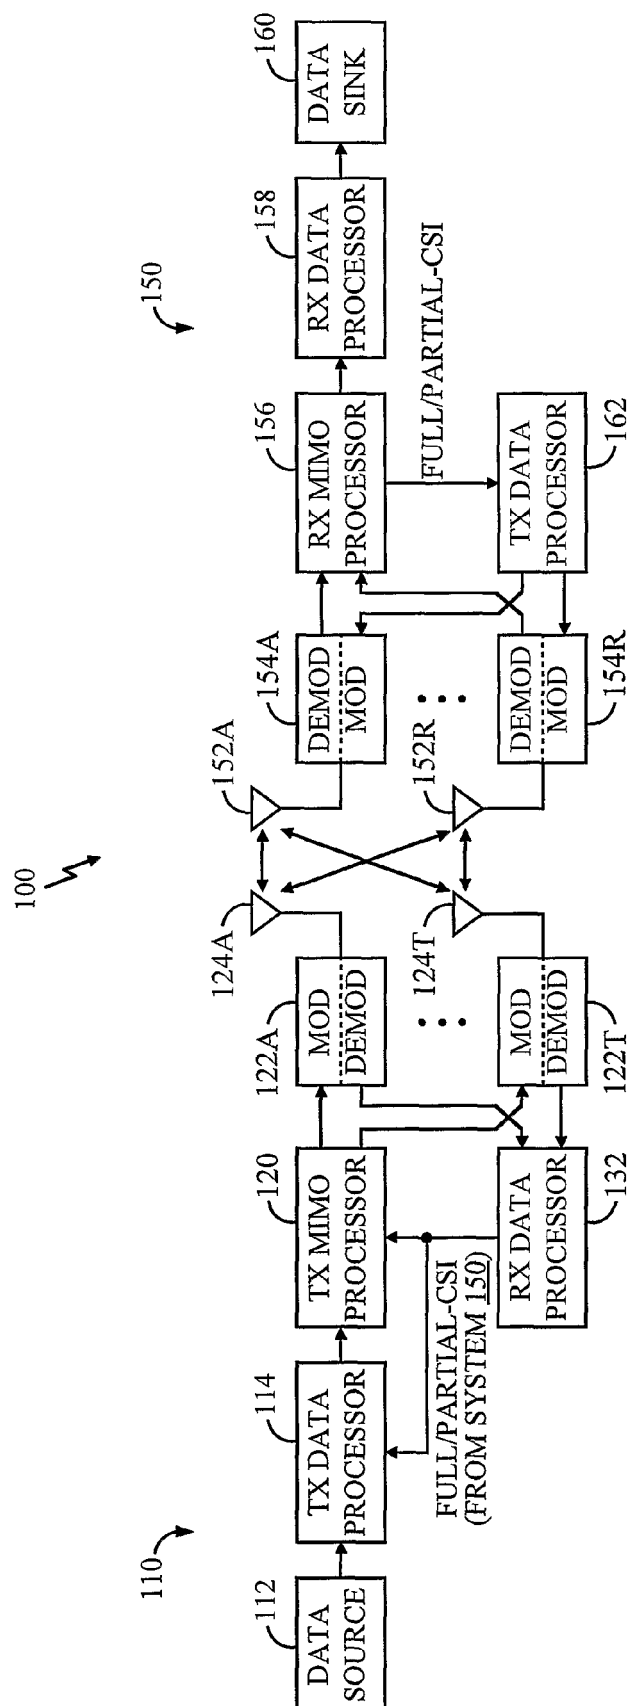 100
110
150
112
DATA
SOURCE
114
TX DATA
PROCESSOR
120
TX MIMO
PROCESSOR
122A
MOD
DEMOD
124A
152A
154A
DEMOD
MOD
156
RX MIMO
PROCESSOR
158
RX DATA
PROCESSOR
160
DATA
SINK
FULL/PARTIAL-CSI
(FROM SYSTEM 150)
RX DATA
PROCESSOR
132
MOD
DEMOD
122T
124T
152R
DEMOD
MOD
154R
FULL/PARTIAL-CSI
TX DATA
PROCESSOR
162